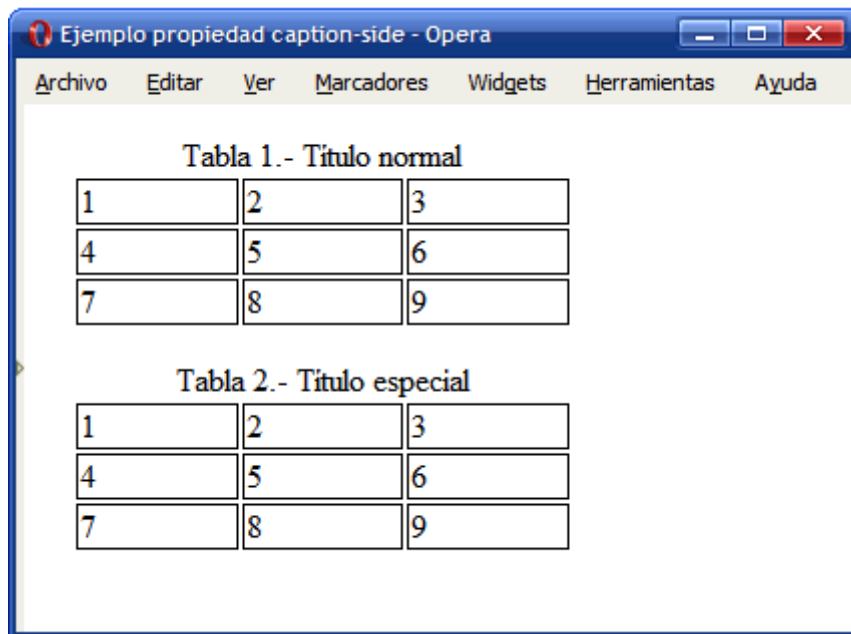 Ejemplo propiedad caption-side - Opera
Archivo Editar Ver Marcadores Widgets Herramientas Ayuda
Tabla 1.- Título normal
1 2 3
4 5 6
7 8 9
Tabla 2.- Título especial
1 2 3
4 5 6
7 8 9